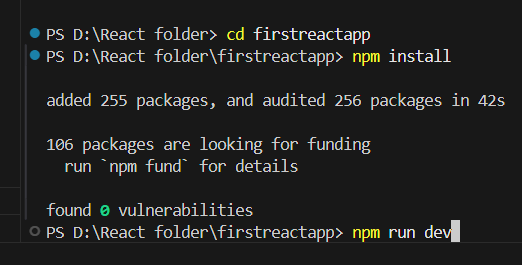 PS D:\React folder> cd firstreactapp
PS D:\React folder\firstreactapp> npm install
added 255 packages, and audited 256 packages in 42s
106 packages are looking for funding
  run `npm fund` for details
found 0 vulnerabilities
PS D:\React folder\firstreactapp> npm run dev